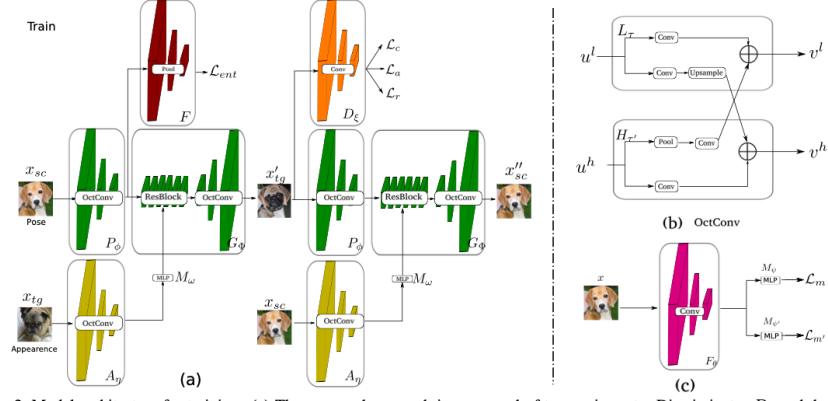 Train
Pool
ℒ_ent
F
Conv
ℒ_c
ℒ_a
ℒ_r
D_ξ
x_sc
Pose
OctConv
P_ϕ
ResBlock
OctConv
G_Φ
x'_tg
OctConv
P_ϕ
ResBlock
OctConv
G_Φ
x''_sc
MLP M_ω
MLP M_ω
x_tg
Appearence
OctConv
A_η
x_sc
OctConv
A_η
(a)
L_τ
u^l
Conv
Conv
Upsample
v^l
H_τ'
u^h
Pool
Conv
Conv
v^h
(b) OctConv
x
Conv
F_θ
M_ψ
MLP
ℒ_m
M_ψ'
MLP
ℒ_m'
(c)